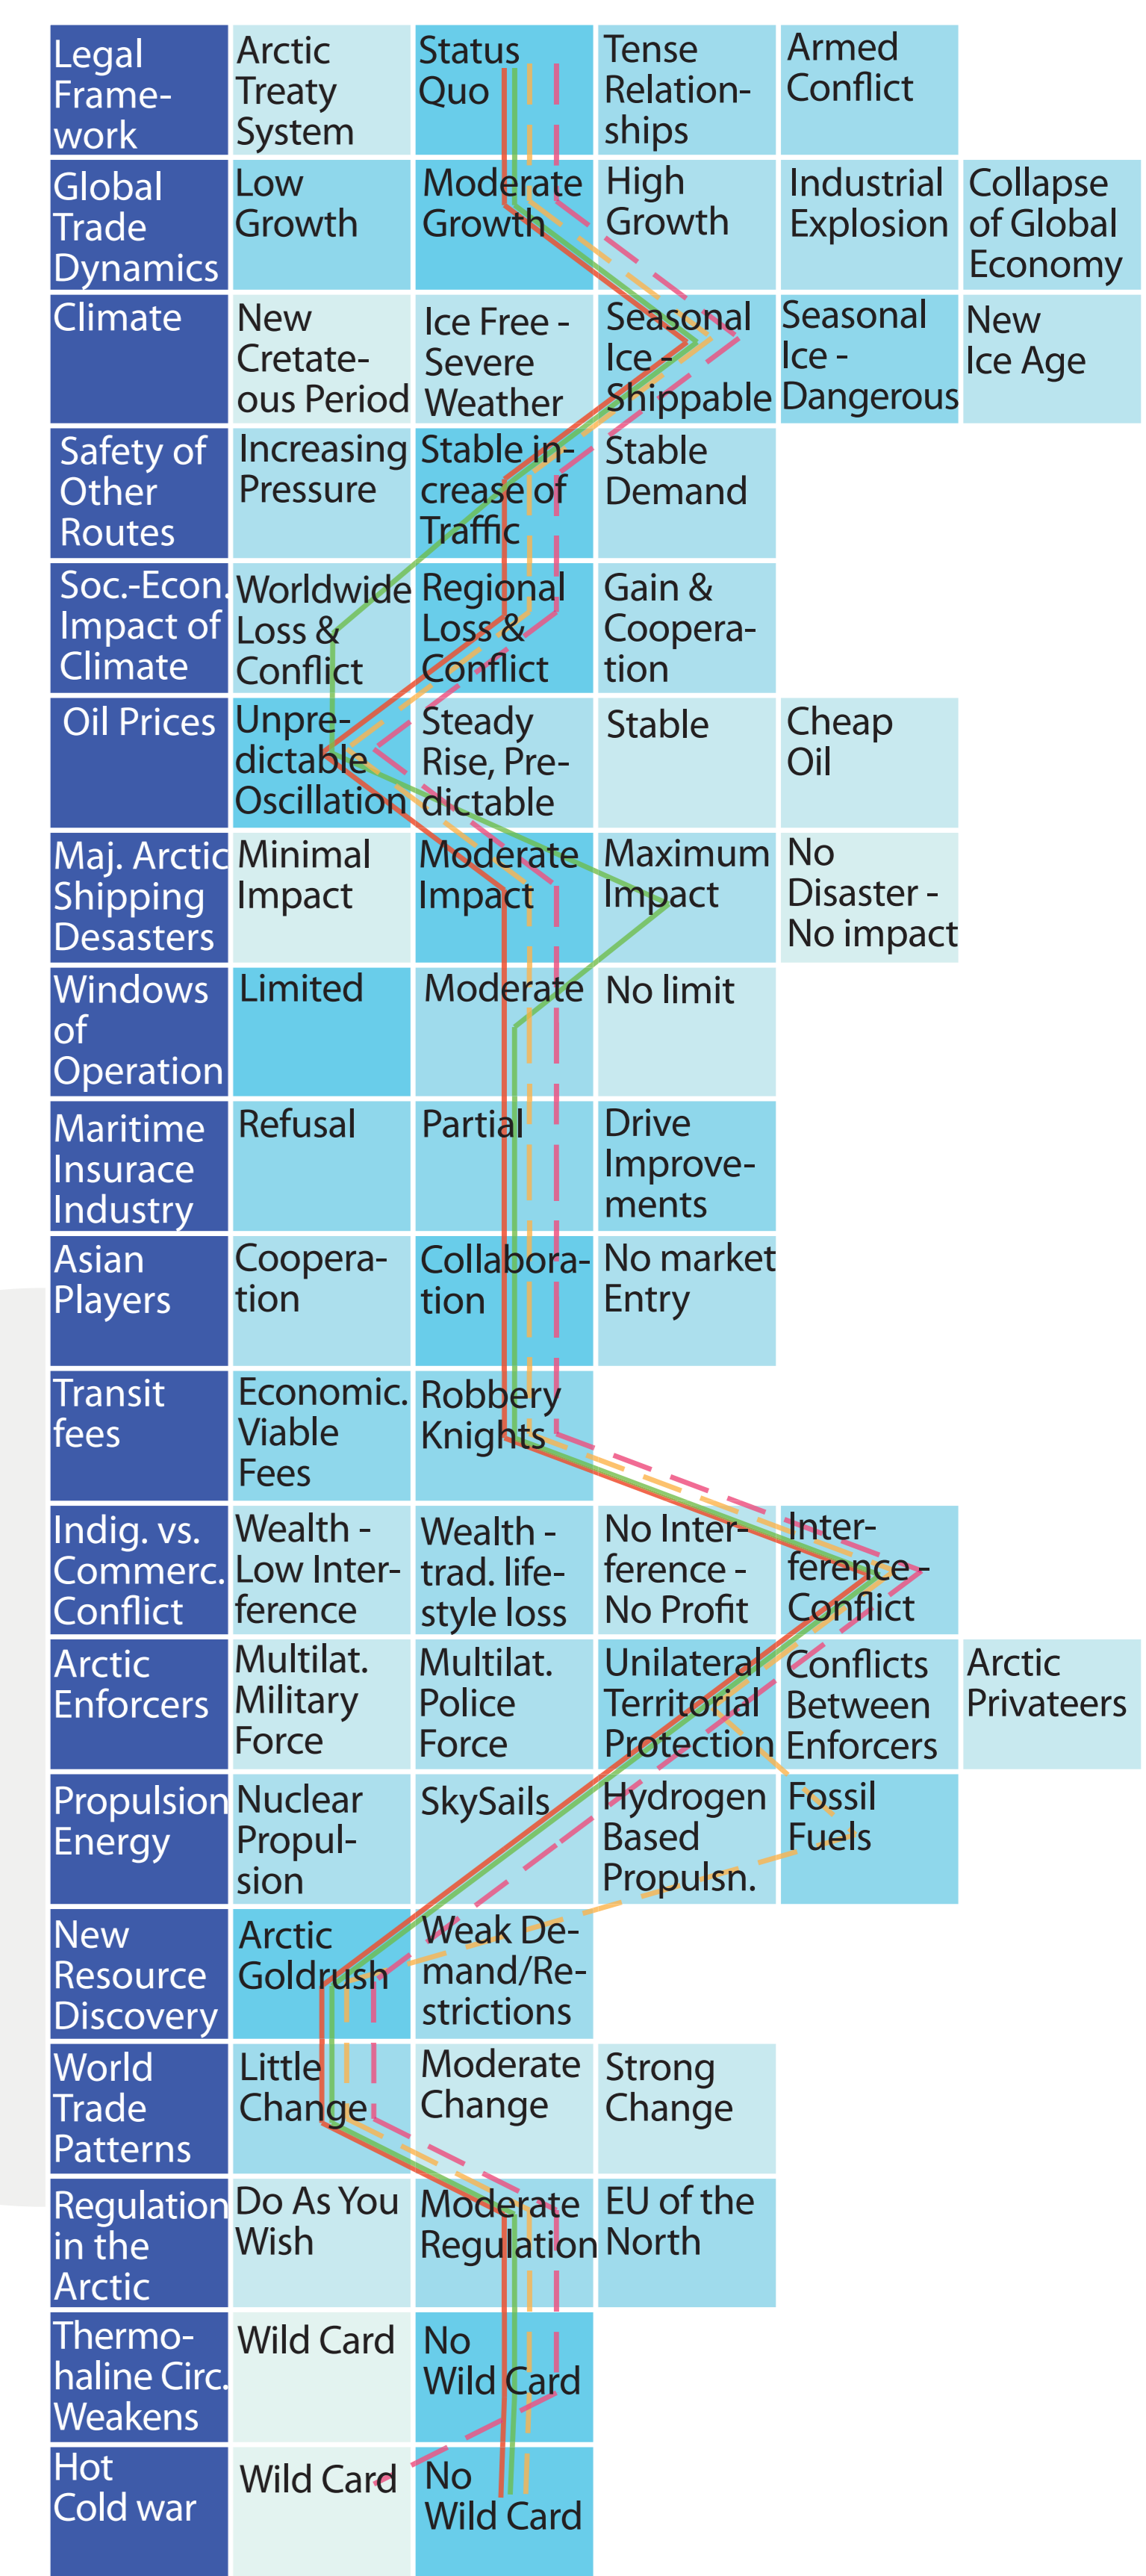 Legal
Frame-
work
Arctic
Treaty
System
Status
Quo
Tense
Relation-
ships
Armed
Conflict
Global
Trade
Dynamics
Low
Growth
Moderate
Growth
High
Growth
Industrial
Explosion
Collapse
of Global
Economy
Climate
New
Cretate-
ous Period
Ice Free -
Severe
Weather
Seasonal
Ice -
Shippable
Seasonal
Ice -
Dangerous
New
Ice Age
Safety of
Other
Routes
Increasing
Pressure
Stable in-
crease of
Traffic
Stable
Demand
Soc.-Econ.
Impact of
Climate
Worldwide
Loss &
Conflict
Regional
Loss &
Conflict
Gain &
Coopera-
tion
Oil Prices
Unpre-
dictable
Oscillation
Steady
Rise, Pre-
dictable
Stable
Cheap
Oil
Maj. Arctic
Shipping
Desasters
Minimal
Impact
Moderate
Impact
Maximum
Impact
No
Disaster -
No impact
Windows
of
Operation
Limited
Moderate
No limit
Maritime
Insurace
Industry
Refusal
Partial
Drive
Improve-
ments
Asian
Players
Coopera-
tion
Collabora-
tion
No market
Entry
Transit
fees
Economic.
Viable
Fees
Robbery
Knights
Indig. vs.
Commerc.
Conflict
Wealth -
Low Inter-
ference
Wealth -
trad. life-
style loss
No Inter-
ference -
No Profit
Inter-
ference -
Conflict
Arctic
Enforcers
Multilat.
Military
Force
Multilat.
Police
Force
Unilateral
Territorial
Protection
Conflicts
Between
Enforcers
Arctic
Privateers
Propulsion
Energy
Nuclear
Propul-
sion
SkySails
Hydrogen
Based
Propulsn.
Fossil
Fuels
New
Resource
Discovery
Arctic
Goldrush
Weak De-
mand/Re-
strictions
World
Trade
Patterns
Little
Change
Moderate
Change
Strong
Change
Regulation
in the
Arctic
Do As You
Wish
Moderate
Regulation
EU of the
North
Thermo-
haline Circ.
Weakens
Wild Card
No
Wild Card
Hot
Cold war
Wild Card
No
Wild Card